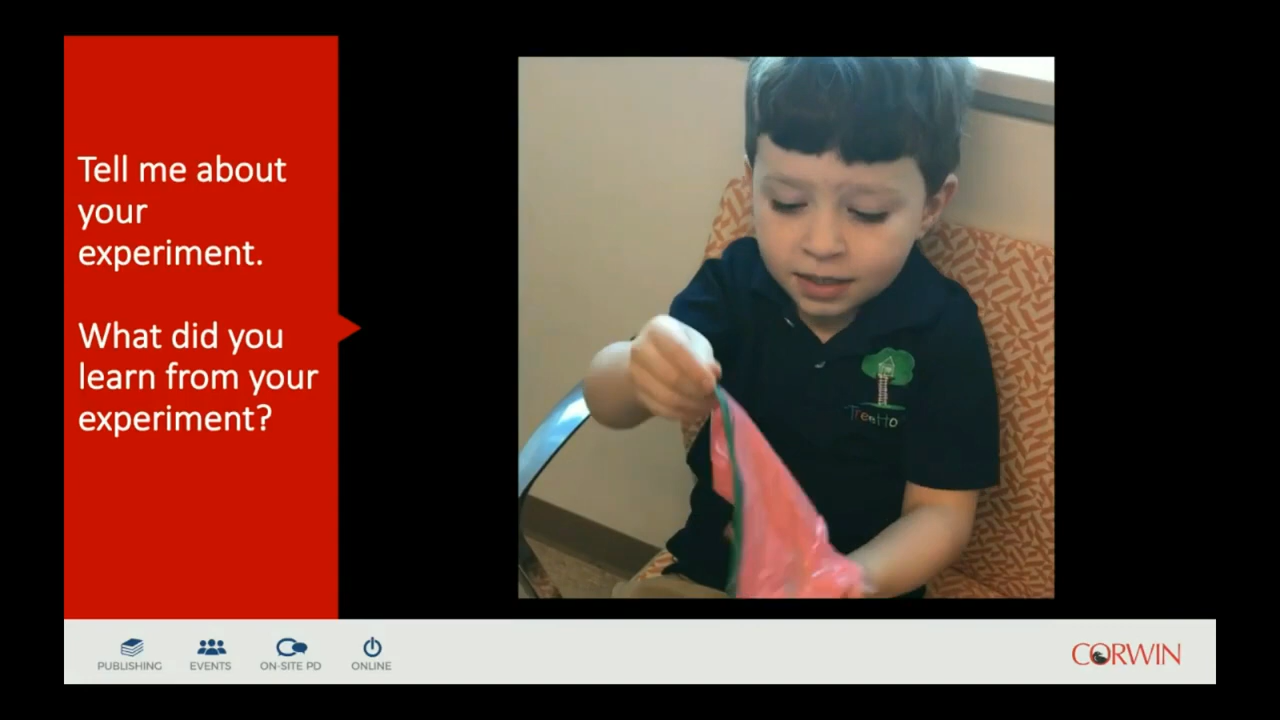 Tell me about
your
experiment.
What did you
learn from your
experiment?
TreeHo
PUBLISHING
EVENTS
ON-SITE PD
ONLINE
CORWIN